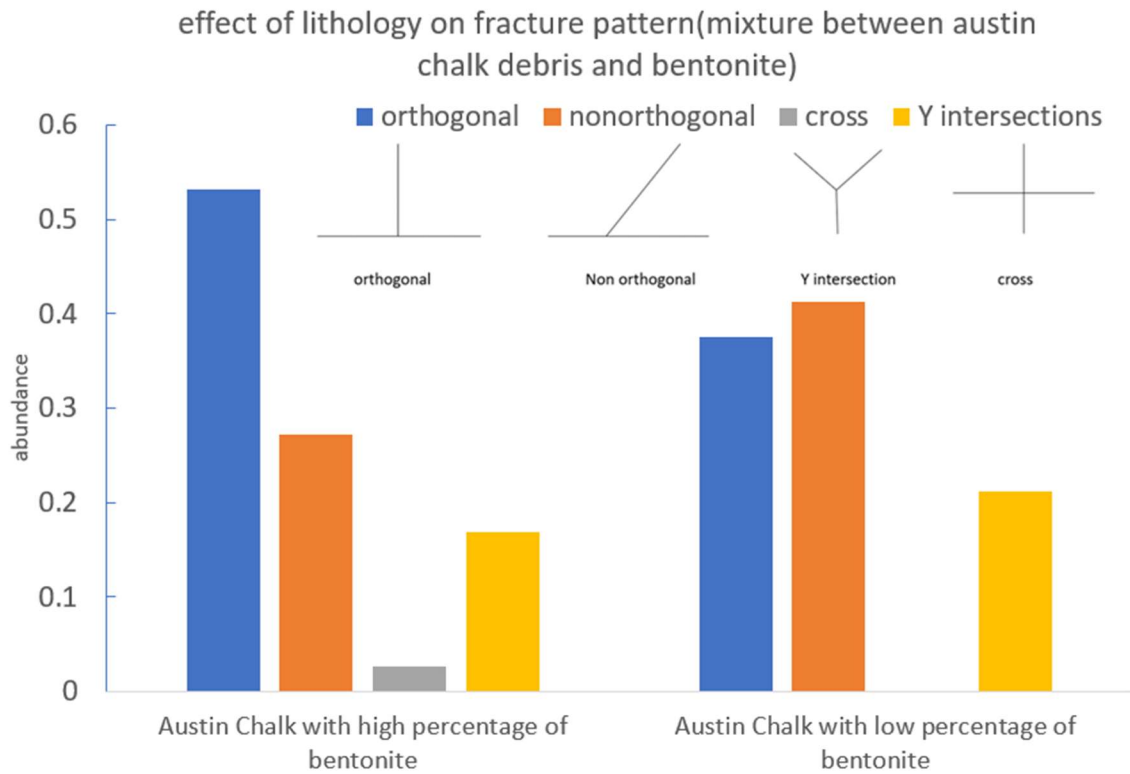 effect of lithology on fracture pattern(mixture between austin
chalk debris and bentonite)
orthogonal nonorthogonal cross Y intersections
0.6
0.5
0.4
0.3
0.2
0.1
0
abundance
orthogonal Non orthogonal Y intersection cross
Austin Chalk with high percentage of
bentonite
Austin Chalk with low percentage of
bentonite